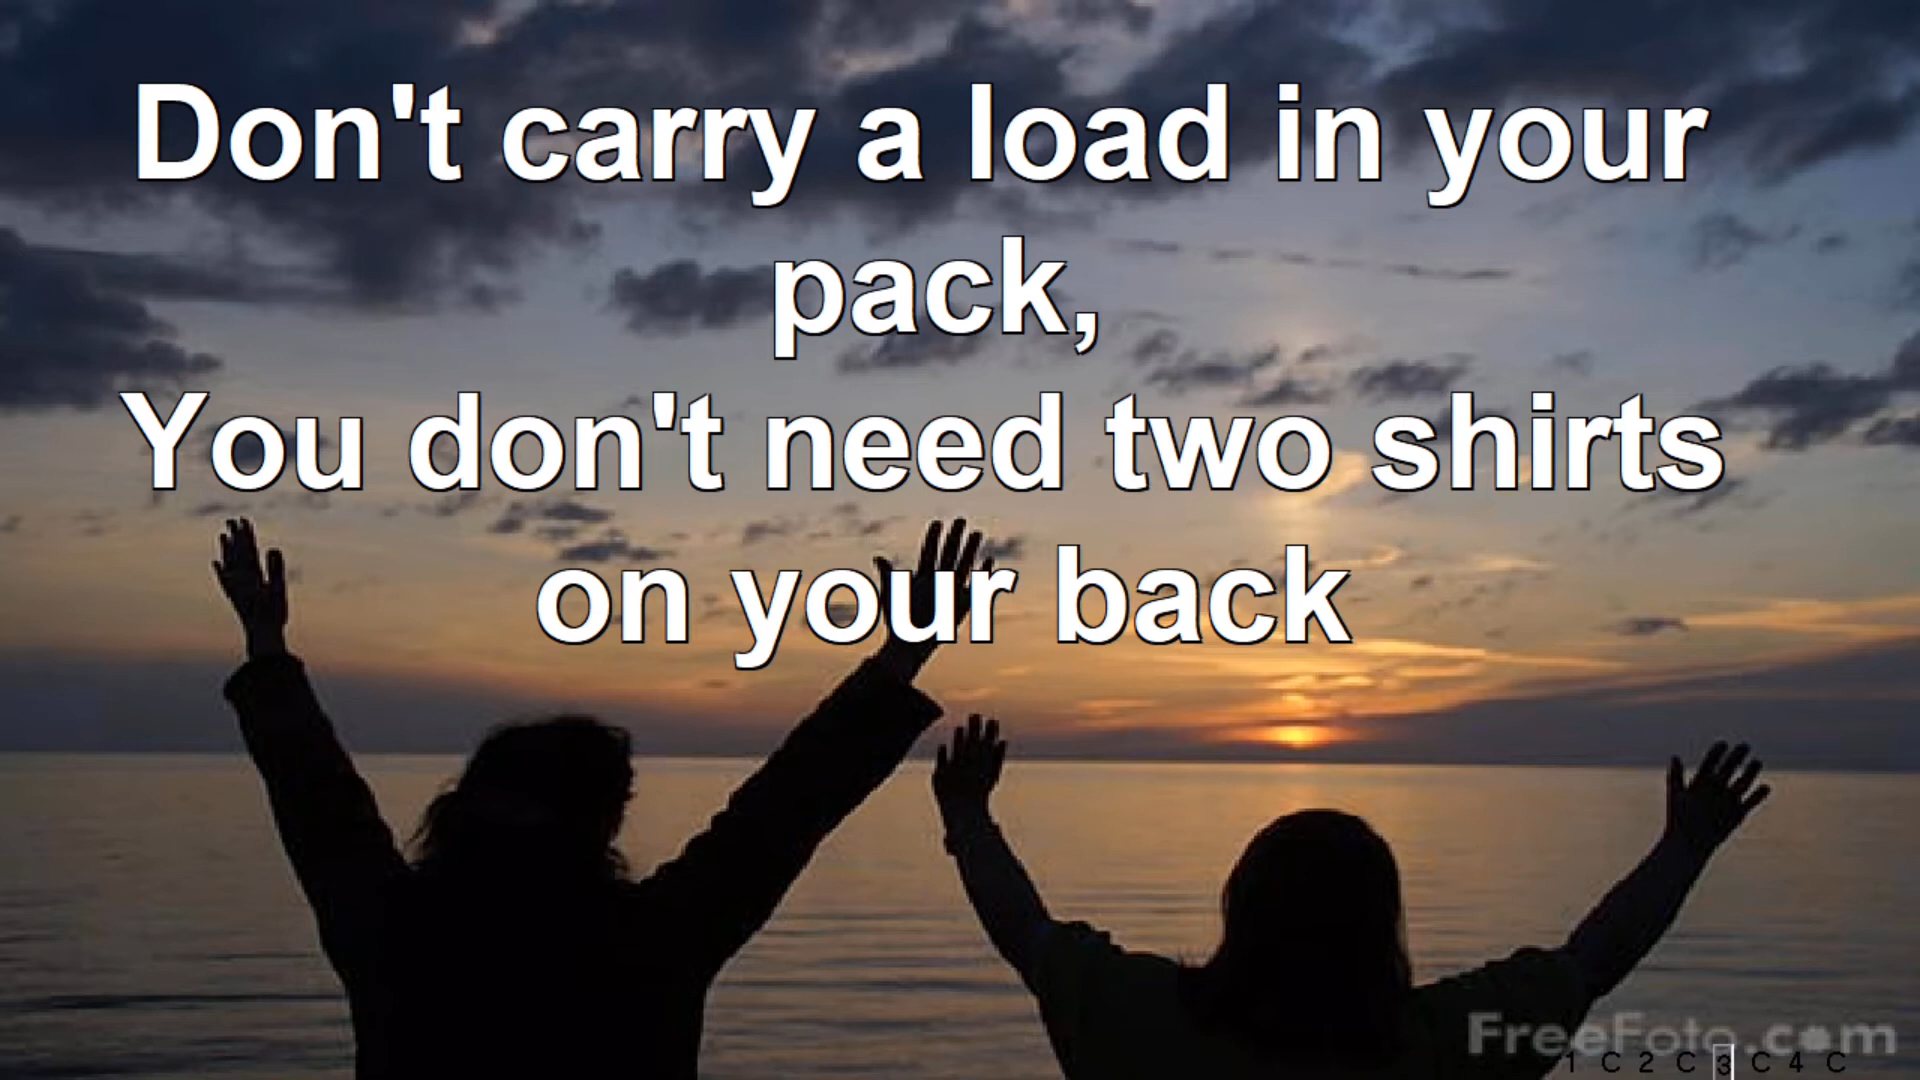 Don't carry a load in your
pack,
You don't need two shirts
on your back
FreeFoto.com
1 C 2 C 3 C 4 C